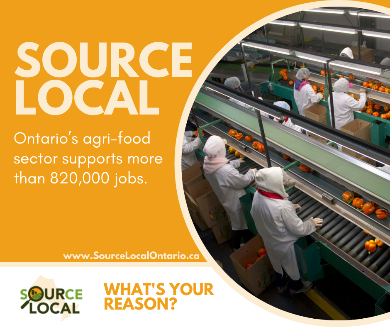 SOURCE
LOCAL
Ontario's agri-food
sector supports more
than 820,000 jobs.
www.SourceLocalOntario.ca
SOURCE
LOCAL
WHAT'S YOUR
REASON?